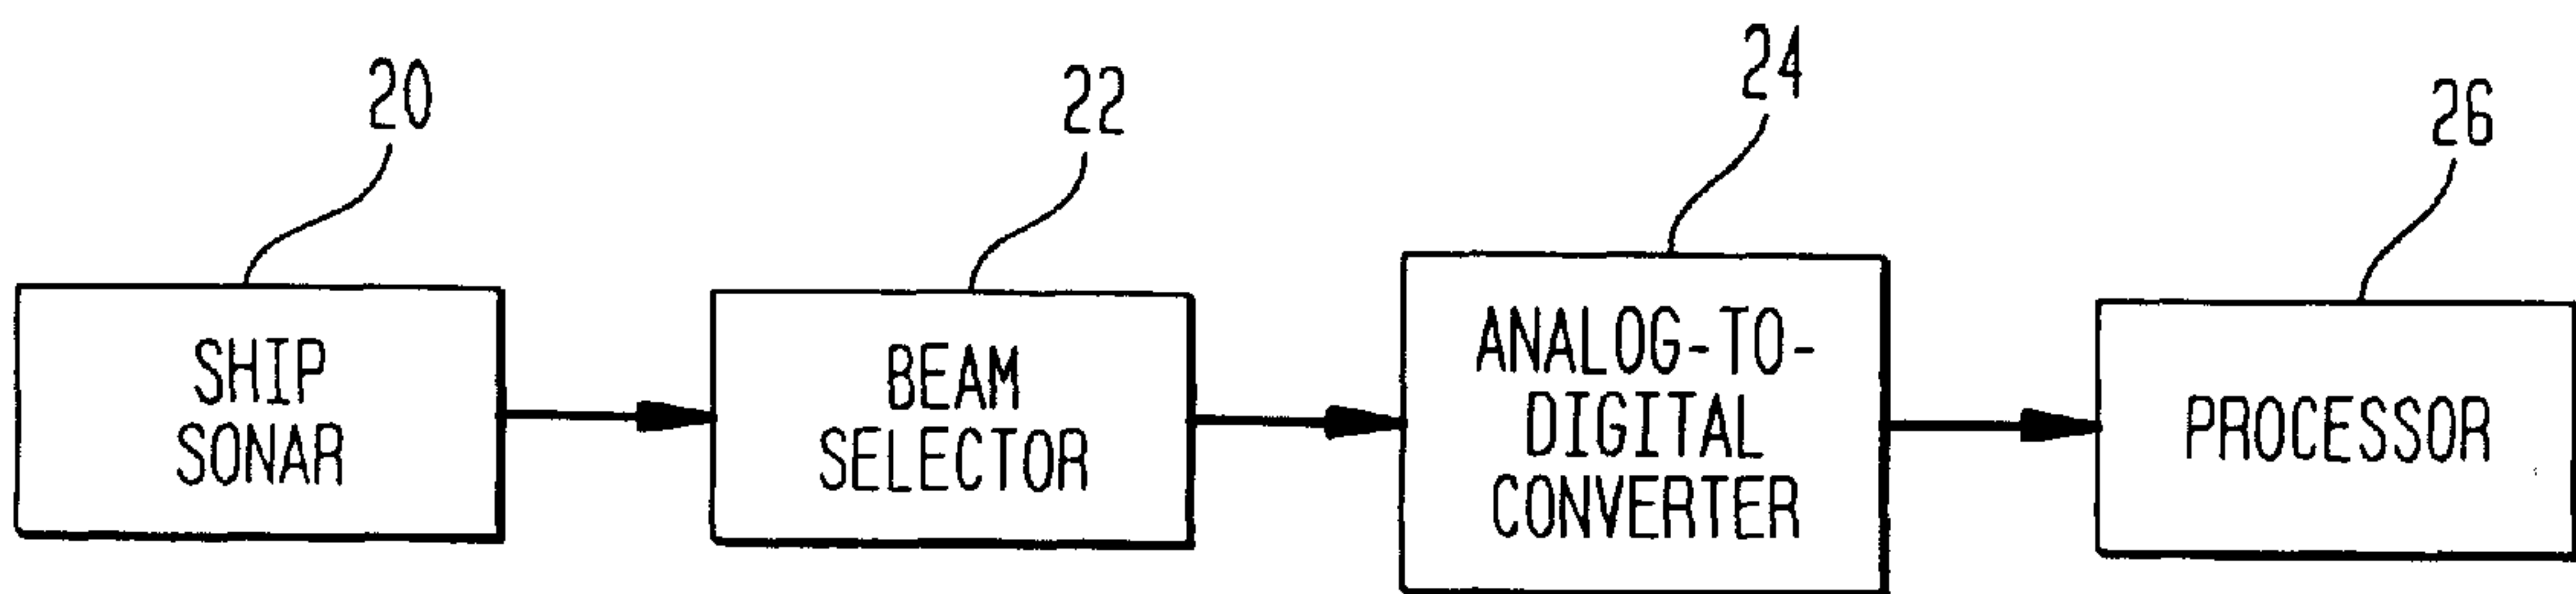 20
22
24
26
SHIP
SONAR
BEAM
SELECTOR
ANALOG-TO-
DIGITAL
CONVERTER
PROCESSOR